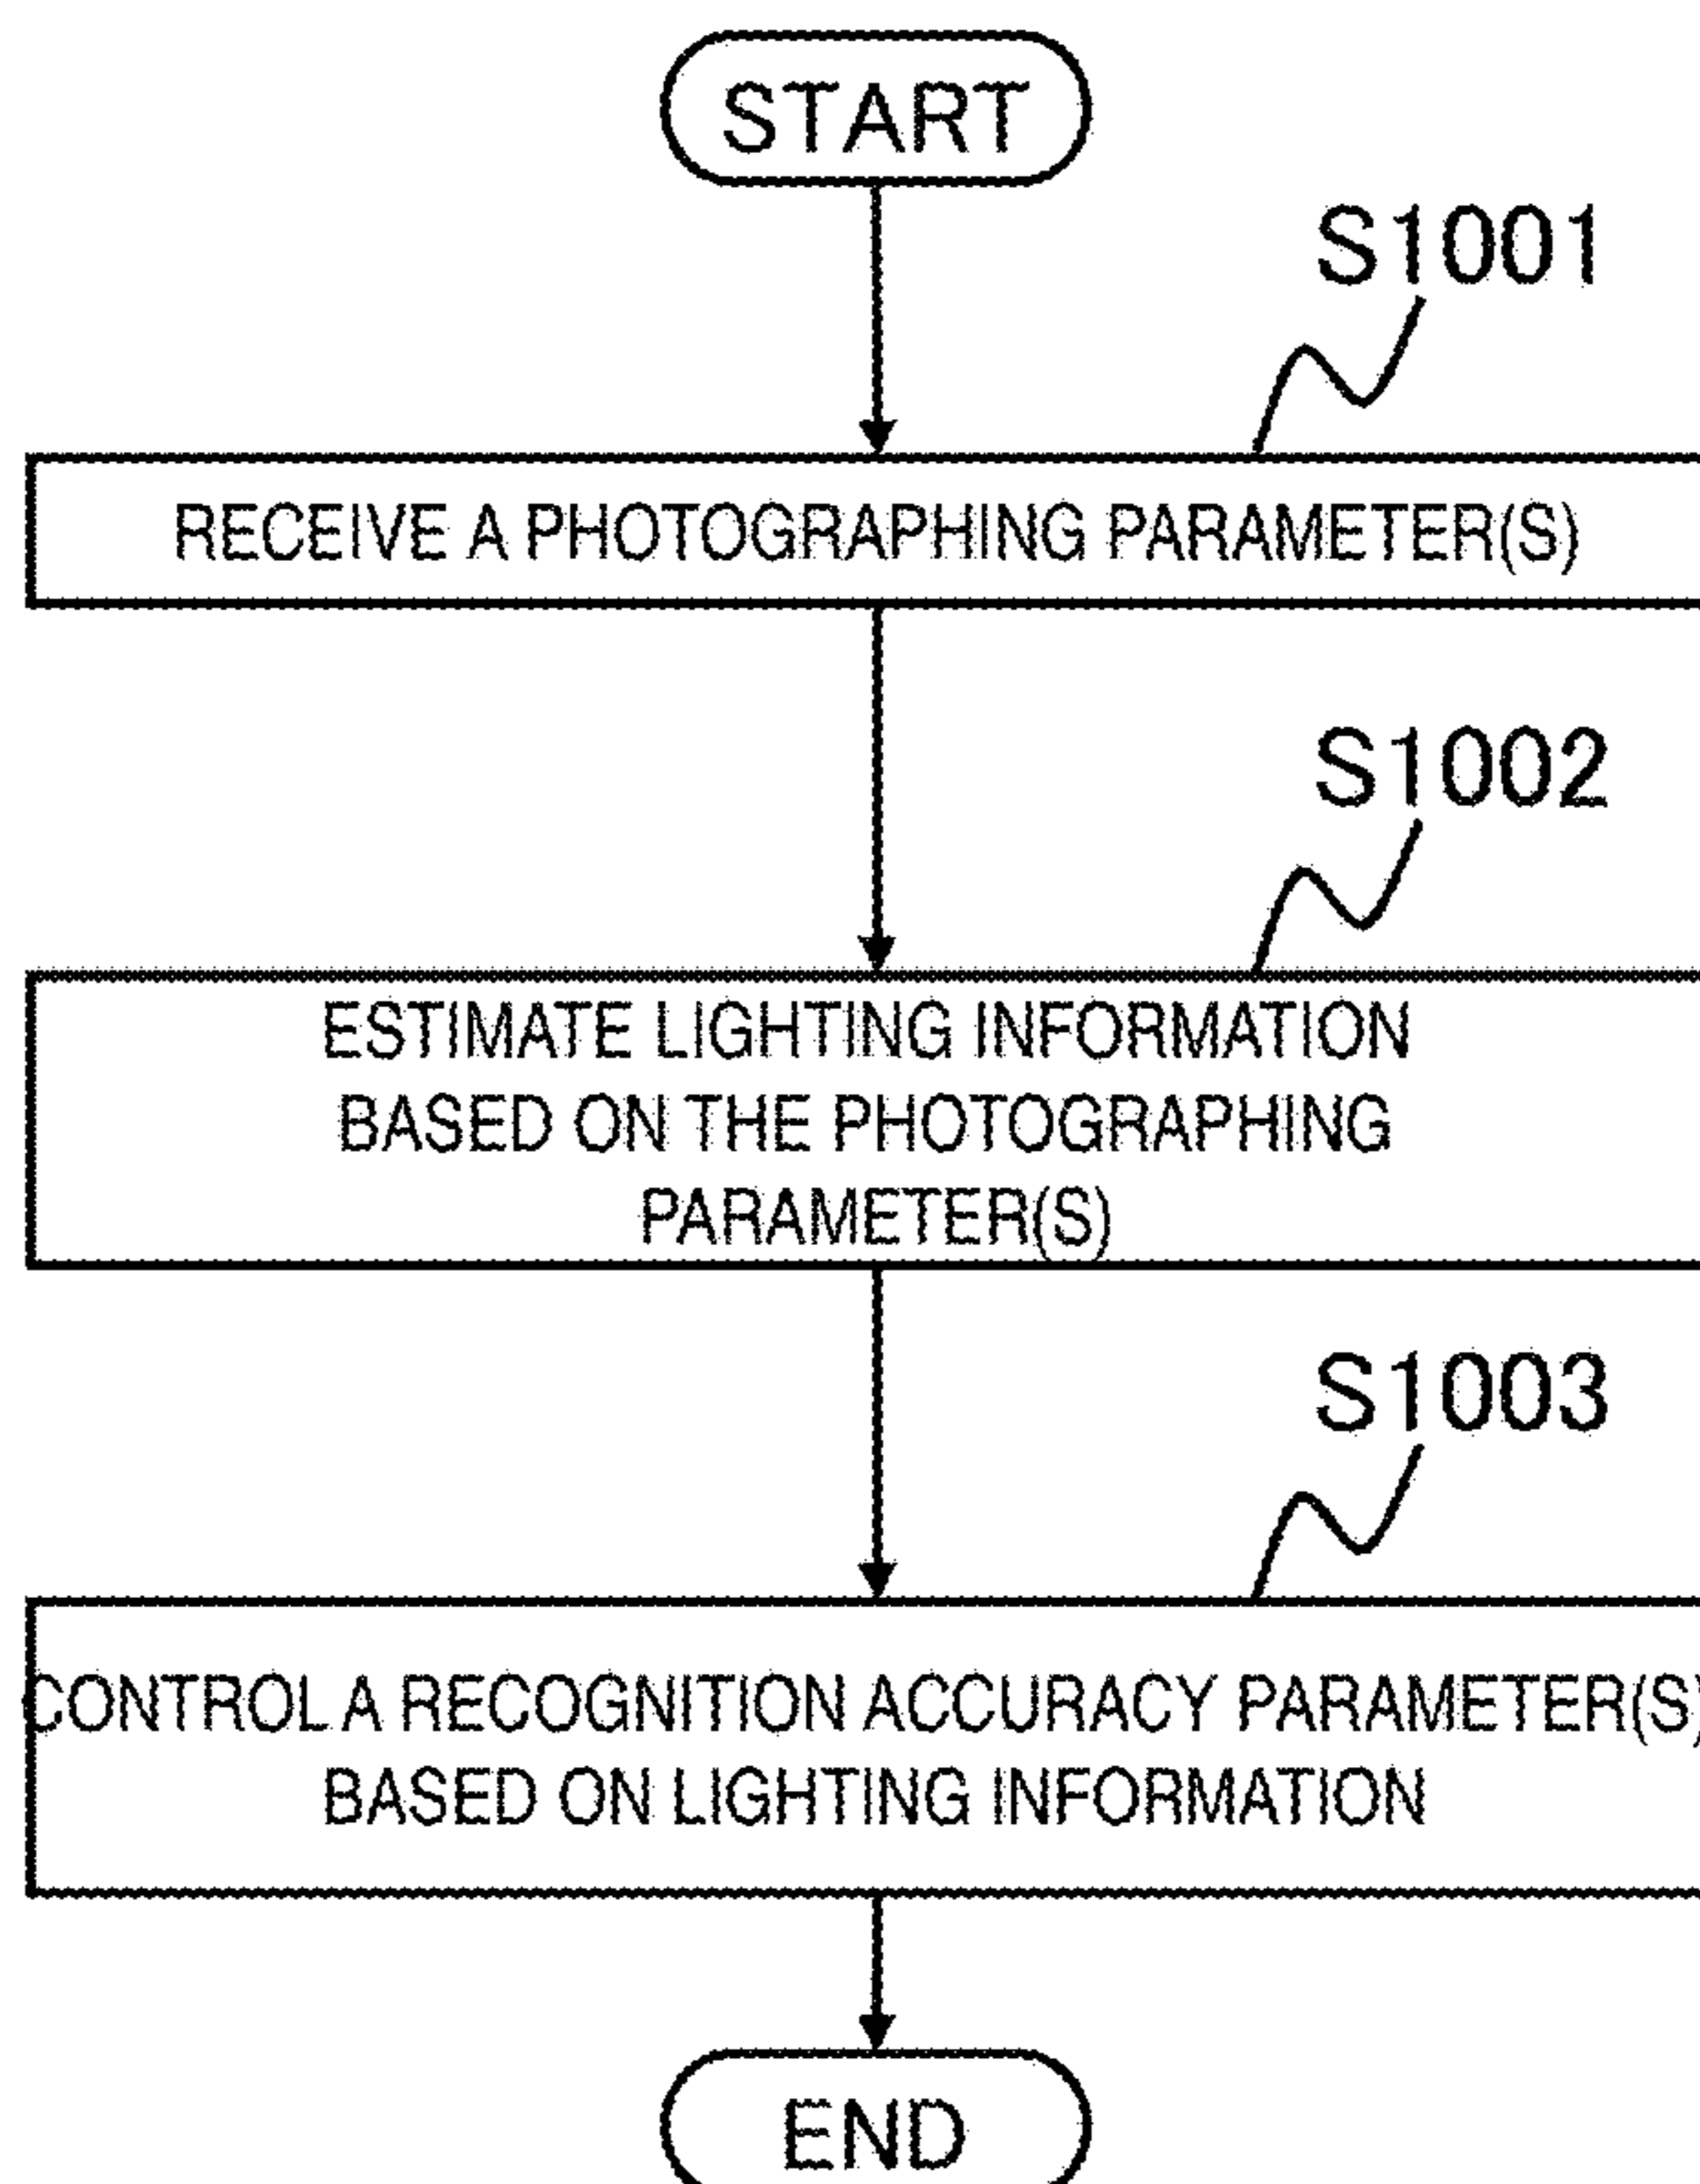 START
S1001
RECEIVE A PHOTOGRAPHING PARAMETER(S)
S1002
ESTIMATE LIGHTING INFORMATION
BASED ON THE PHOTOGRAPHING
PARAMETER(S)
S1003
CONTROL A RECOGNITION ACCURACY PARAMETER(S)
BASED ON LIGHTING INFORMATION
END